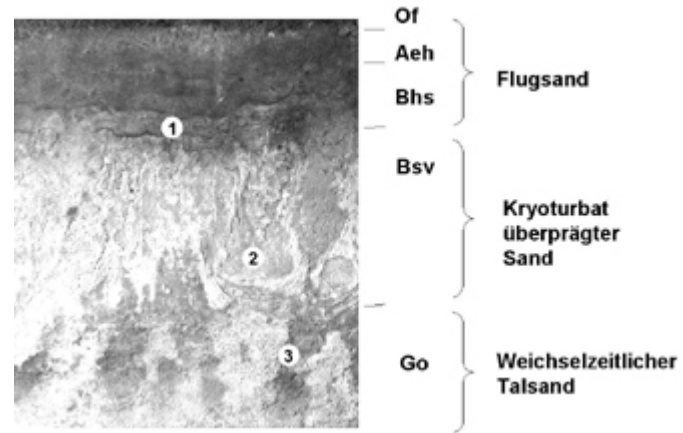 Of
Aeh
Bhs
Flugsand
1
Bsv
Kryoturbat
überprägter
Sand
2
Go
Weichselzeitlicher
Talsand
3